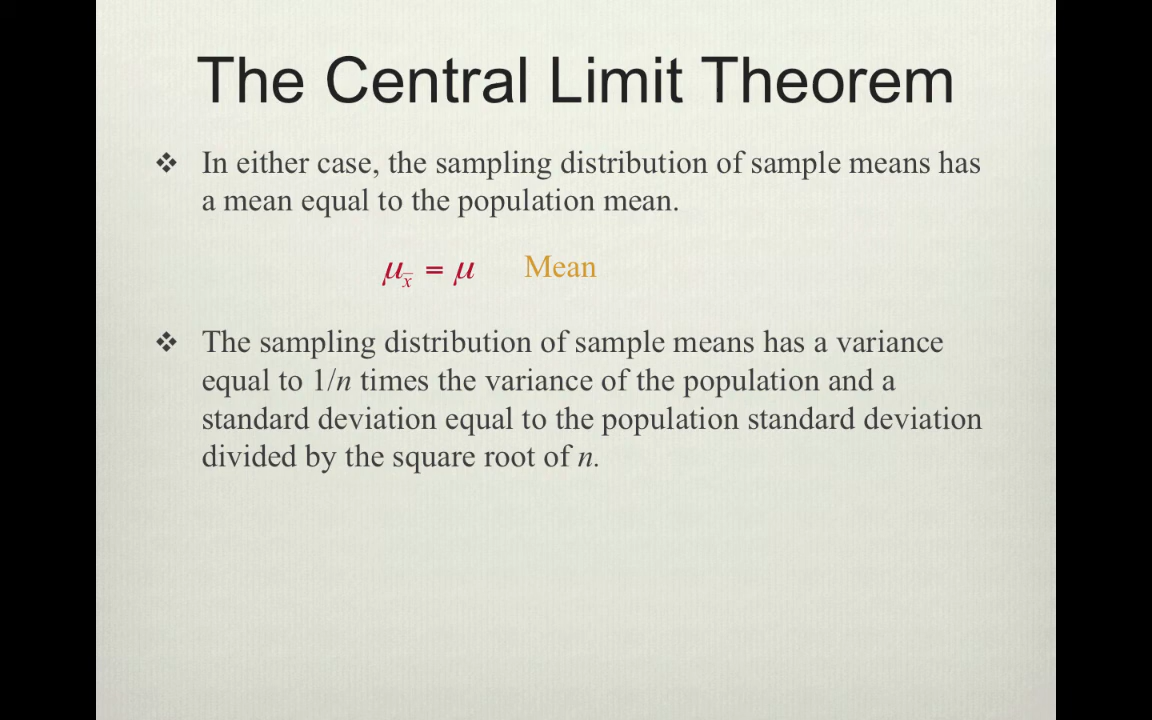 The Central Limit Theorem
❖ In either case, the sampling distribution of sample means has
a mean equal to the population mean.
μx̄ = μ Mean
❖ The sampling distribution of sample means has a variance
equal to 1/n times the variance of the population and a
standard deviation equal to the population standard deviation
divided by the square root of n.